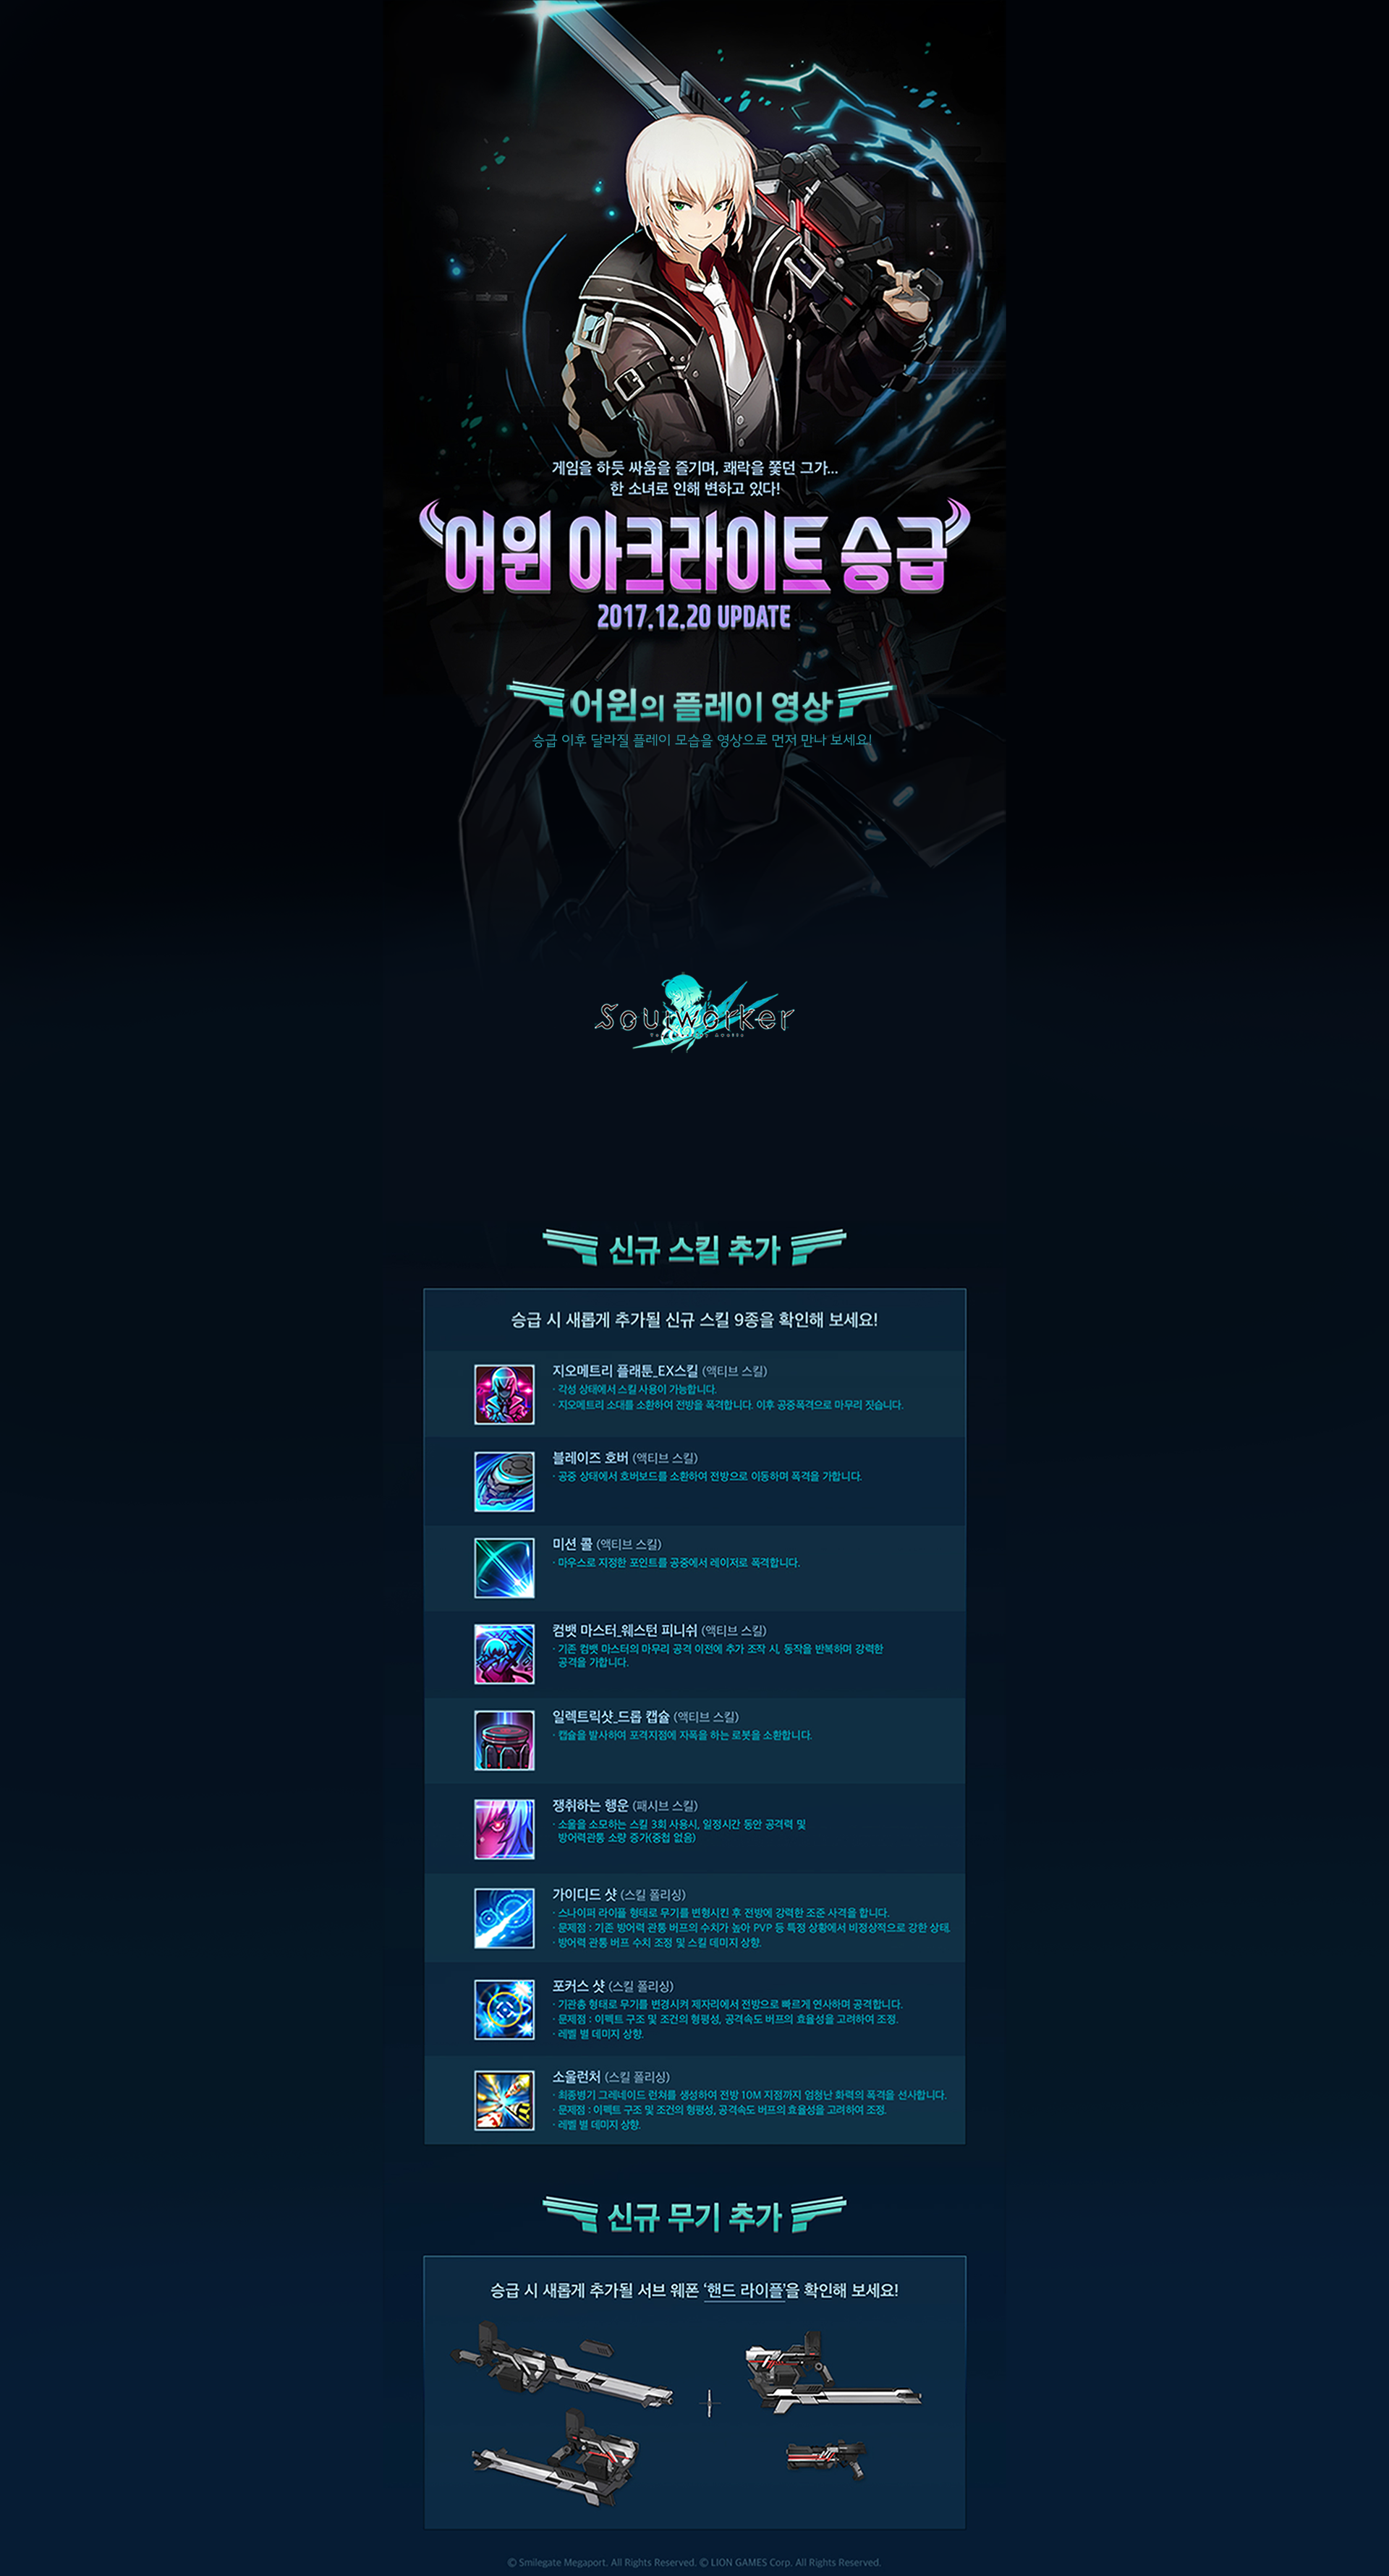 게임을 하듯 싸움을 즐기며, 쾌락을 쫓던 그가...
한 소녀로 인해 변하고 있다!
어윈 아크라이트 승급
2017.12.20 UPDATE
어윈의 플레이 영상
승급 이후 달라질 플레이 모습을 영상으로 먼저 만나 보세요!
Soulworker
신규 스킬 추가
승급 시 새롭게 추가될 신규 스킬 9종을 확인해 보세요!
지오메트리 플래툰_EX스킬 (액티브 스킬)
· 각성 상태에서 스킬 사용이 가능합니다.
· 지오메트리 소대를 소환하여 전방을 폭격합니다. 이후 공중폭격으로 마무리 짓습니다.
블레이즈 호버 (액티브 스킬)
· 공중 상태에서 호버보드를 소환하여 전방으로 이동하며 폭격을 가합니다.
미션 콜 (액티브 스킬)
· 마우스로 지정한 포인트를 공중에서 레이저로 폭격합니다.
컴뱃 마스터_웨스턴 피니쉬 (액티브 스킬)
· 기존 컴뱃 마스터의 마무리 공격 이전에 추가 조작 시, 동작을 반복하며 강력한
공격을 가합니다.
일렉트릭샷_드롭 캡슐 (액티브 스킬)
· 캡슐을 발사하여 포격지점에 자폭을 하는 로봇을 소환합니다.
쟁취하는 행운 (패시브 스킬)
· 소울을 소모하는 스킬 3회 사용시, 일정시간 동안 공격력 및
방어력관통 소량 증가(중첩 없음)
가이디드 샷 (스킬 폴리싱)
· 스나이퍼 라이플 형태로 무기를 변형시킨 후 전방에 강력한 조준 사격을 합니다.
· 문제점 : 기존 방어력 관통 버프의 수치가 높아 PVP 등 특정 상황에서 비정상적으로 강한 상태.
· 방어력 관통 버프 수치 조정 및 스킬 데미지 상향.
포커스 샷 (스킬 폴리싱)
· 기관총 형태로 무기를 변경시켜 제자리에서 전방으로 빠르게 연사하며 공격합니다.
· 문제점 : 이펙트 구조 및 조건의 형평성, 공격속도 버프의 효율성을 고려하여 조정.
· 레벨 별 데미지 상향.
소울런처 (스킬 폴리싱)
· 최종병기 그레네이드 런쳐를 생성하여 전방 10M 지점까지 엄청난 화력의 폭격을 선사합니다.
· 문제점 : 이펙트 구조 및 조건의 형평성, 공격속도 버프의 효율성을 고려하여 조정.
· 레벨 별 데미지 상향.
신규 무기 추가
승급 시 새롭게 추가될 서브 웨폰 ‘핸드 라이플’을 확인해 보세요!
© Smilegate Megaport. All Rights Reserved. © LION GAMES Corp. All Rights Reserved.